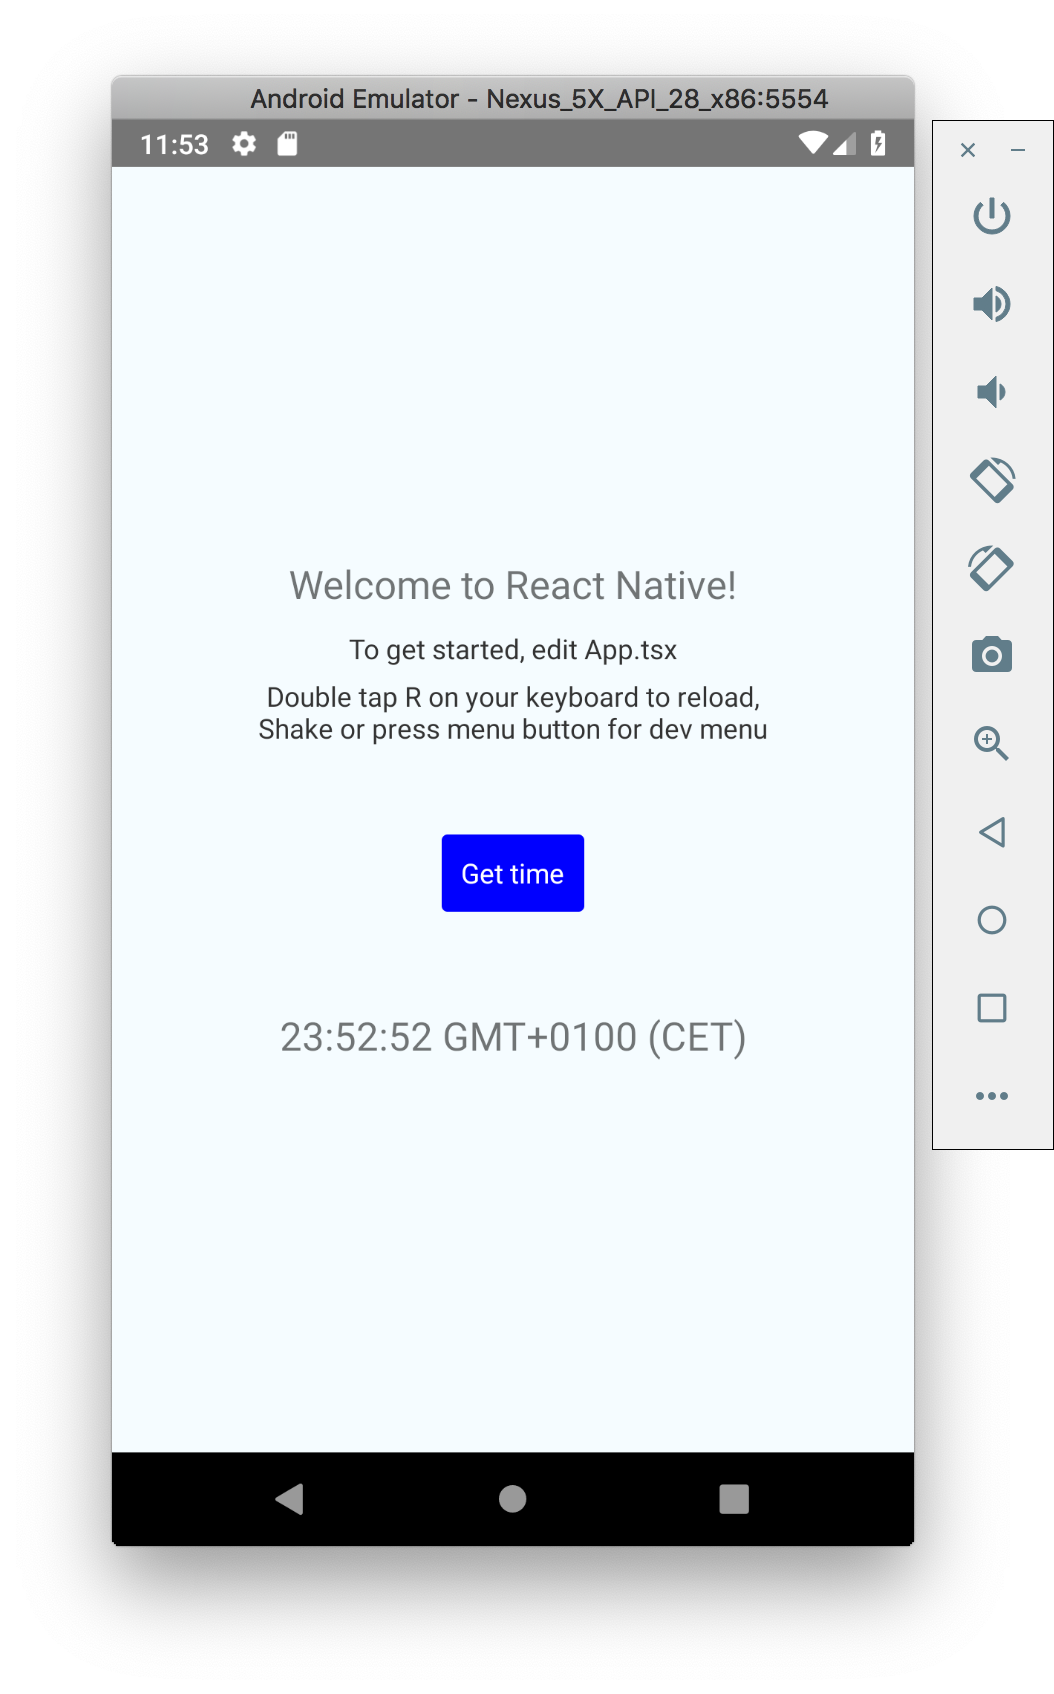 Android Emulator - Nexus_5X_API_28_x86:5554
11:53
Welcome to React Native!
To get started, edit App.tsx
Double tap R on your keyboard to reload,
Shake or press menu button for dev menu
Get time
23:52:52 GMT+0100 (CET)